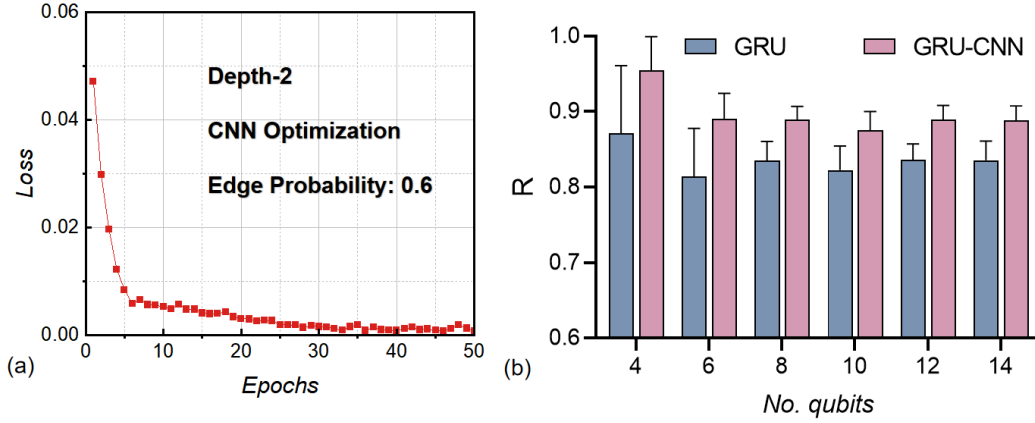 0.06
0.04
0.02
0.00
Loss
Depth-2
CNN Optimization
Edge Probability: 0.6
0 10 20 30 40 50
Epochs
(a)
GRU GRU-CNN
1.0
0.9
0.8
0.7
0.6
R
4 6 8 10 12 14
No. qubits
(b)